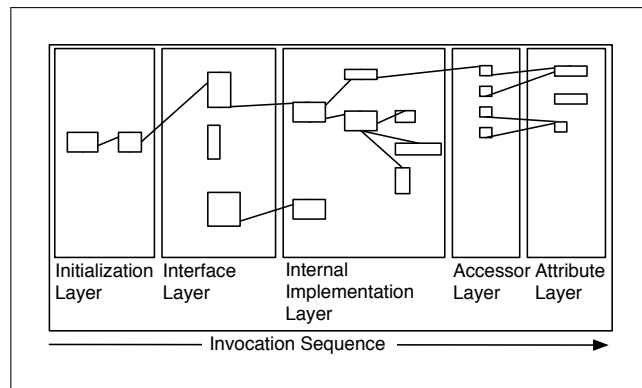 Initialization
Layer
Interface
Layer
Internal
Implementation
Layer
Accessor
Layer
Attribute
Layer
Invocation Sequence